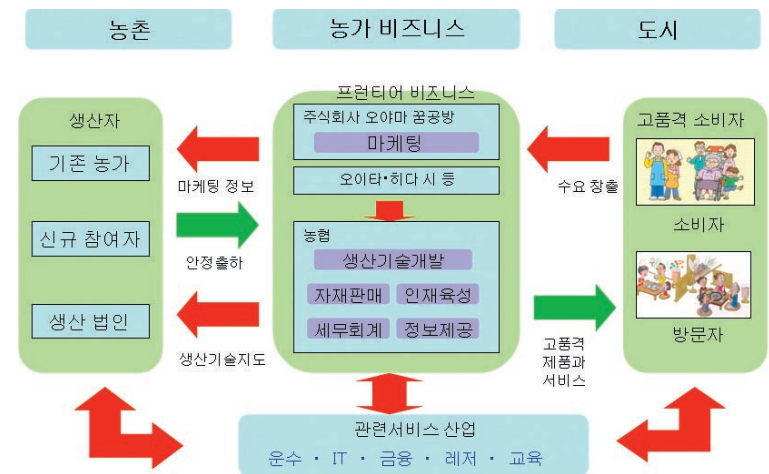 농촌
농가 비즈니스
도시
생산자
기존 농가
신규 참여자
생산 법인
마케팅 정보
안정출하
생산기술지도
프런티어 비즈니스
주식회사 오야마 꿈공방
마케팅
오이타•히다 시 등
농협
생산기술개발
자재판매 인재육성
세무회계 정보제공
수요 창출
고품격
제품과
서비스
고품격 소비자
소비자
방문자
관련서비스 산업
운수 · IT · 금융 · 레저 · 교육